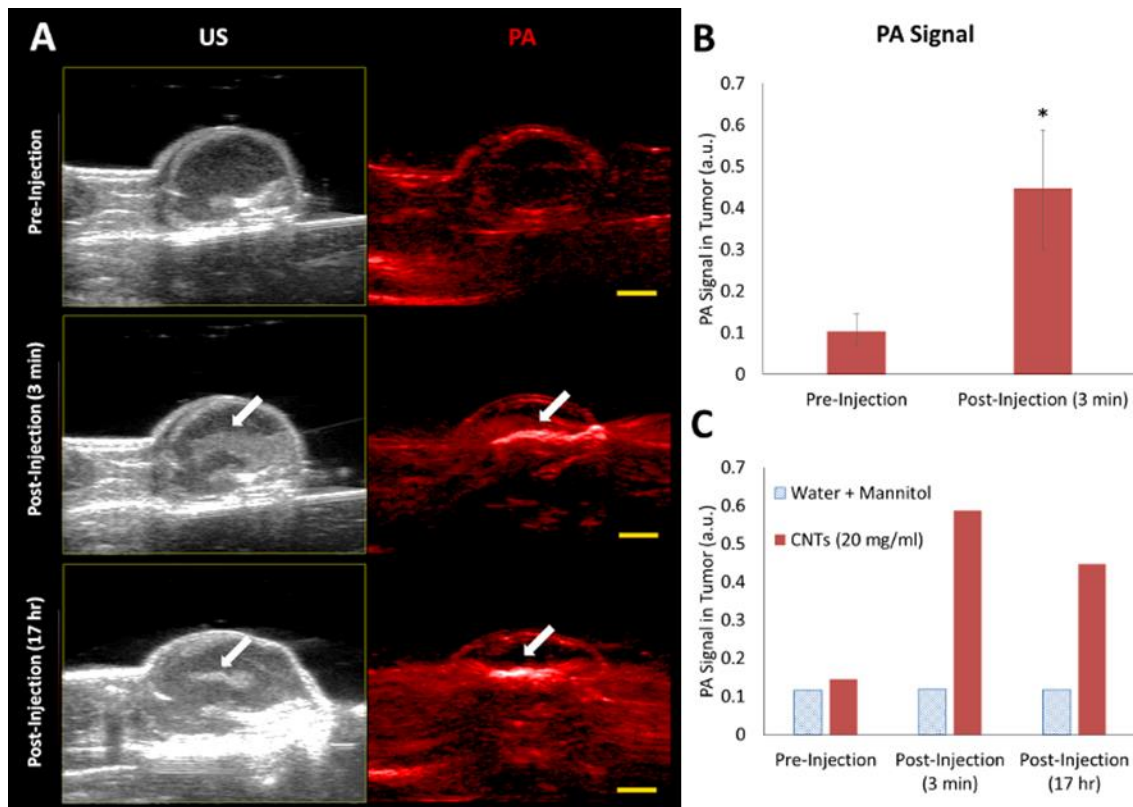 A
US
PA
Pre-Injection
Post-Injection (3 min)
Post-Injection (17 hr)
B
PA Signal
PA Signal in Tumor (a.u.)
0.7
0.6
0.5
0.4
0.3
0.2
0.1
0
*
Pre-Injection
Post-Injection (3 min)
C
PA Signal in Tumor (a.u.)
0.7
0.6
0.5
0.4
0.3
0.2
0.1
0
Water + Mannitol
CNTs (20 mg/ml)
Pre-Injection
Post-Injection
(3 min)
Post-Injection
(17 hr)